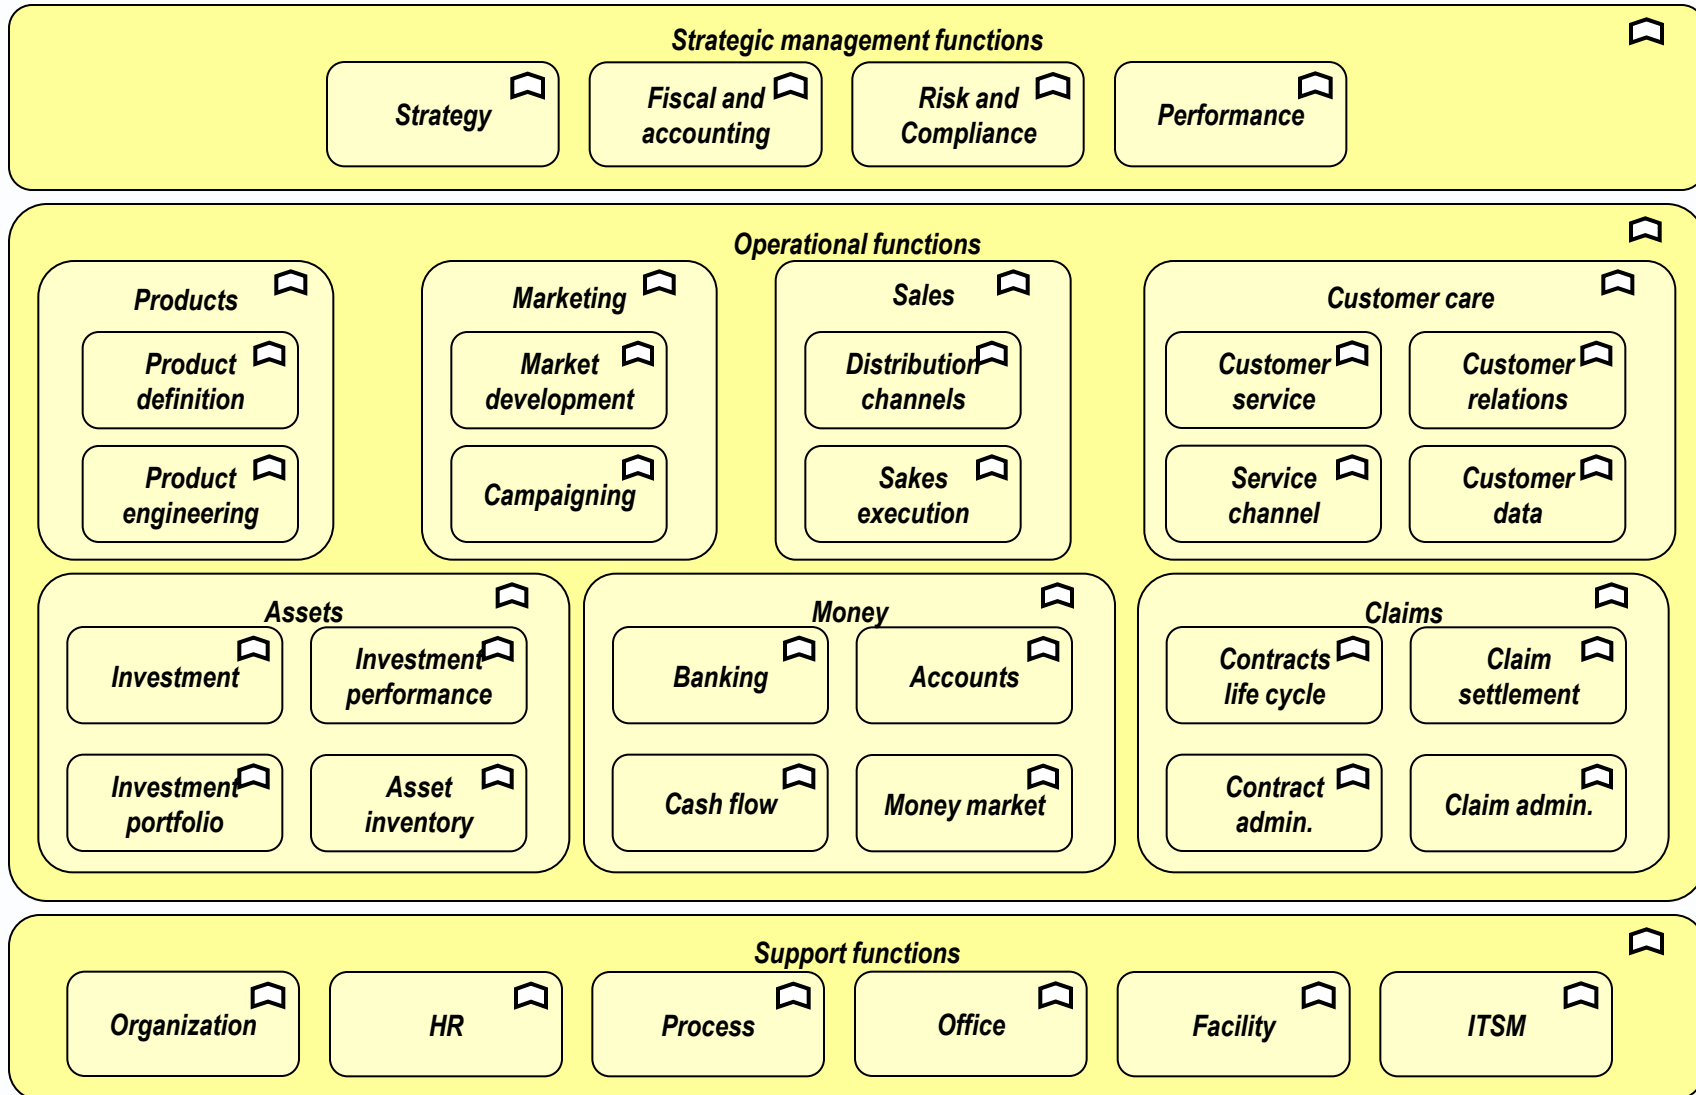 Strategic management functions
Strategy
Fiscal and
accounting
Risk and
Compliance
Performance
Operational functions
Products
Product
definition
Product
engineering
Marketing
Market
development
Campaigning
Sales
Distribution
channels
Sakes
execution
Customer care
Customer
service
Customer
relations
Service
channel
Customer
data
Assets
Investment
Investment
performance
Investment
portfolio
Asset
inventory
Money
Banking
Accounts
Cash flow
Money market
Claims
Contracts
life cycle
Claim
settlement
Contract
admin.
Claim admin.
Support functions
Organization
HR
Process
Office
Facility
ITSM